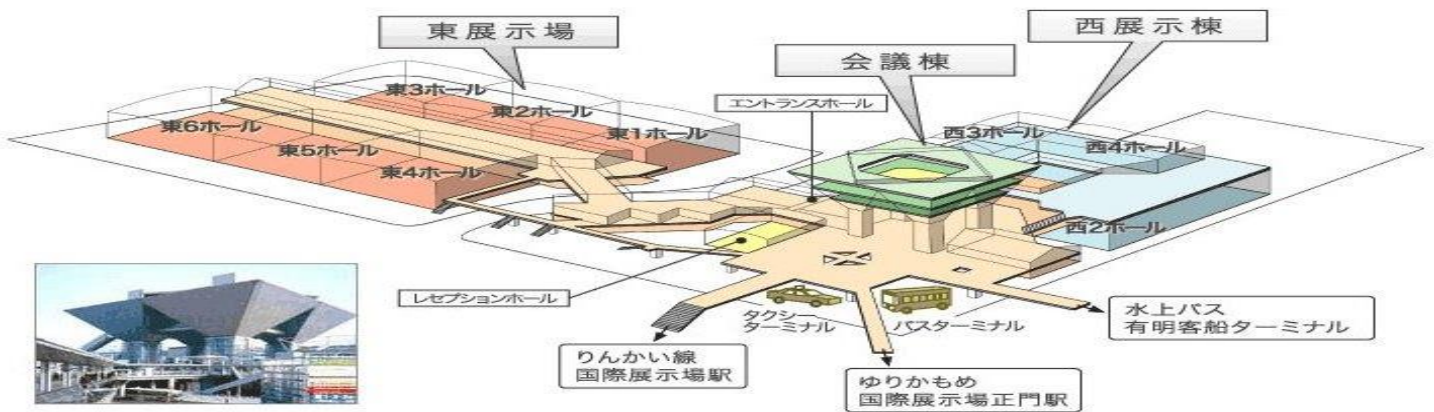 東展示場
会議棟
西展示棟
東3ホール
東2ホール
東1ホール
東6ホール
東5ホール
東4ホール
エントランスホール
西3ホール
西4ホール
西2ホール
レセプションホール
タクシー
ターミナル
バスターミナル
水上バス
有明客船ターミナル
りんかい線
国際展示場駅
ゆりかもめ
国際展示場正門駅